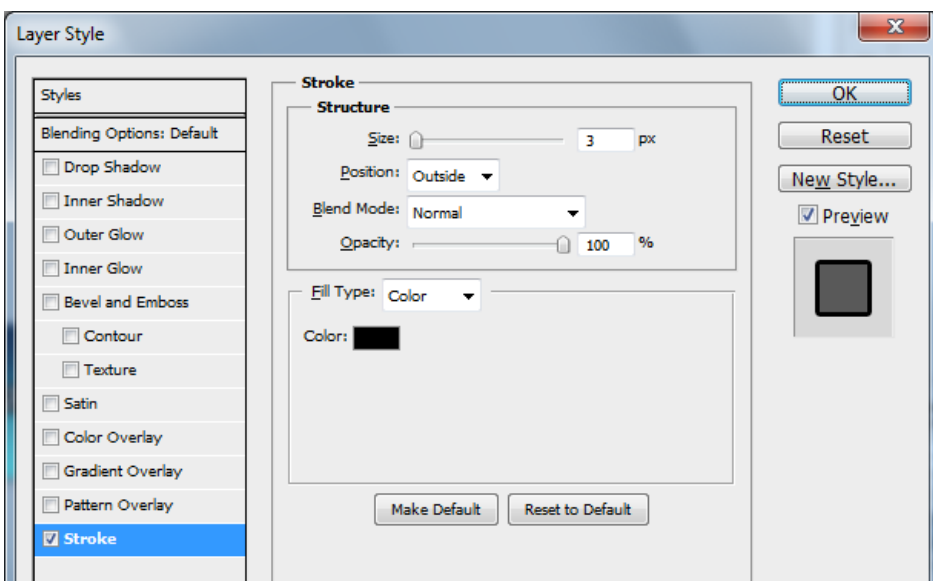 Layer Style
Styles
Blending Options: Default
Drop Shadow
Inner Shadow
Outer Glow
Inner Glow
Bevel and Emboss
Contour
Texture
Satin
Color Overlay
Gradient Overlay
Pattern Overlay
Stroke
Stroke
Structure
Size: 3 px
Position: Outside
Blend Mode: Normal
Opacity: 100 %
Fill Type: Color
Color:
Make Default Reset to Default
OK
Reset
New Style...
Preview